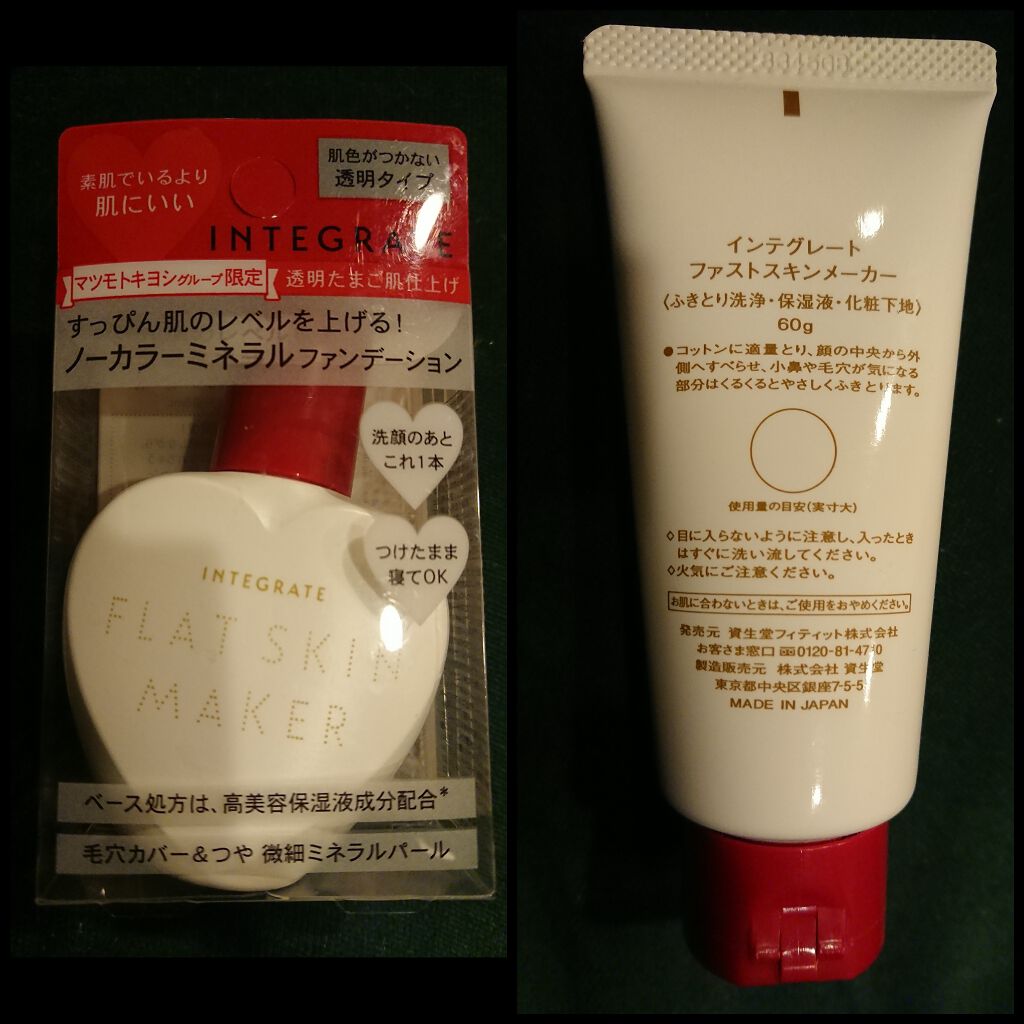 素肌でいるより
肌にいい
肌色がつかない
透明タイプ
INTEGRATE
マツモトキヨシグループ限定
透明たまご肌仕上げ
すっぴん肌のレベルを上げる!
ノーカラーミネラルファンデーション
洗顔のあと
これ1本
つけたまま
寝てOK
INTEGRATE
FLAT SKIN
MAKER
ベース処方は、高美容保湿液成分配合*
毛穴カバー&つや 微細ミネラルパール
インテグレート
ファストスキンメーカー
〈ふきとり洗浄・保湿液・化粧下地〉
60g
●コットンに適量とり、顔の中央から外
側へすべらせ、小鼻や毛穴が気になる
部分はくるくるとやさしくふきとります。
使用量の目安(実寸大)
◇目に入らないように注意し、入ったとき
はすぐに洗い流してください。
◇火気にご注意ください。
お肌に合わないときは、ご使用をおやめください。
発売元 資生堂フィティット株式会社
お客さま窓口 0120-81-4710
製造販売元 株式会社 資生堂
東京都中央区銀座7-5-5
MADE IN JAPAN